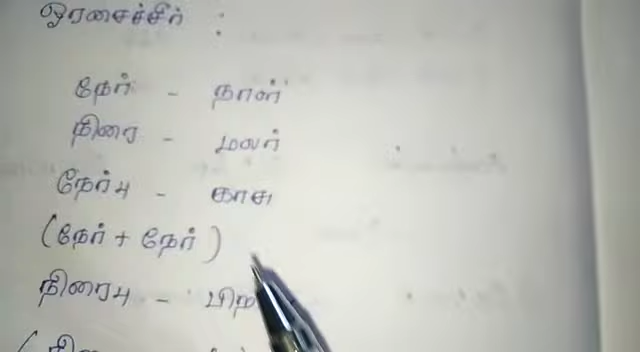 ஓரசைச்சீர் :
நேர் - நாள்
நிரை - மலர்
நேர்பு - காசு
(நேர் + நேர்)
நிரைபு -